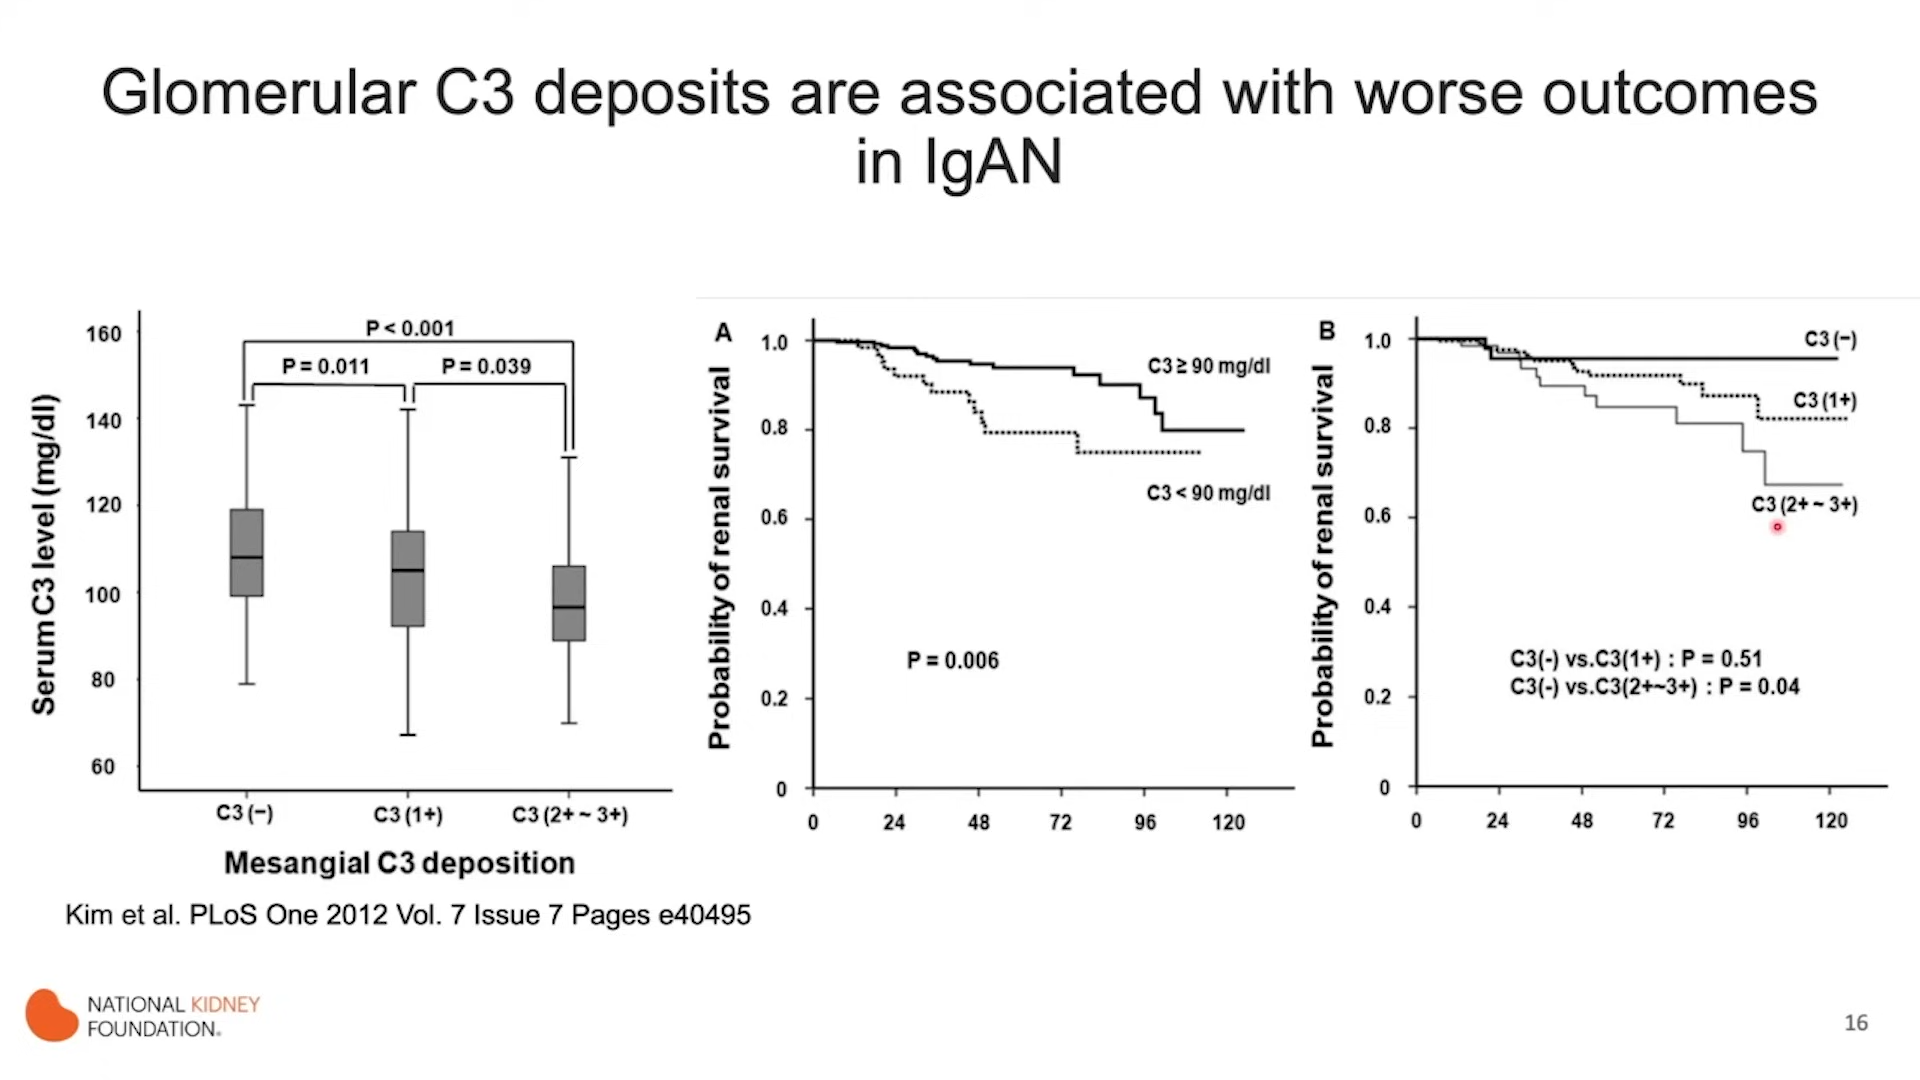 Glomerular C3 deposits are associated with worse outcomes
in IgAN
Serum C3 level (mg/dl)
160
140
120
100
80
60
P < 0.001
P = 0.011
P = 0.039
C3 (−)
C3 (1+)
C3 (2+ ~ 3+)
Mesangial C3 deposition
A
Probability of renal survival
1.0
0.8
0.6
0.4
0.2
0
C3 ≥ 90 mg/dl
C3 < 90 mg/dl
P = 0.006
0
24
48
72
96
120
B
Probability of renal survival
1.0
0.8
0.6
0.4
0.2
0
C3 (−)
C3 (1+)
C3 (2+ ~ 3+)
C3(-) vs.C3(1+) : P = 0.51
C3(-) vs.C3(2+~3+) : P = 0.04
0
24
48
72
96
120
Kim et al. PLoS One 2012 Vol. 7 Issue 7 Pages e40495
NATIONAL KIDNEY
FOUNDATION®
16